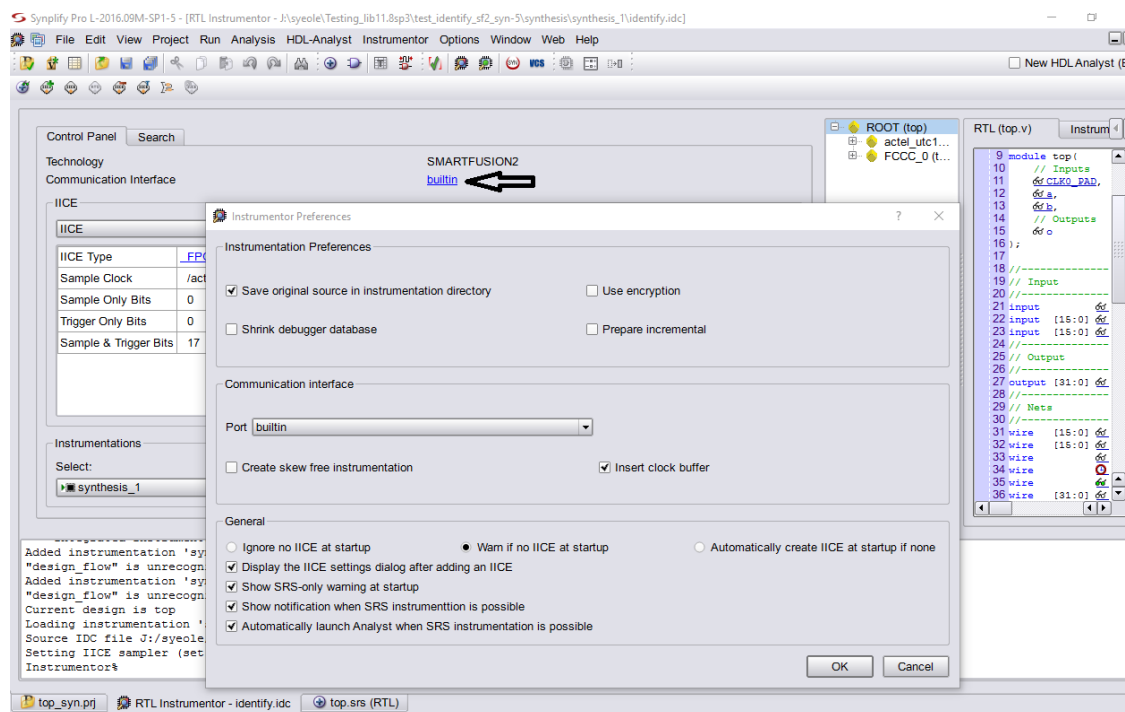 Synplify Pro L-2016.09M-SP1-5 - [RTL Instrumentor - J:\syeole\Testing_lib11.8sp3\test_identify_sf2_syn-5\synthesis\synthesis_1\identify.idc]
File Edit View Project Run Analysis HDL-Analyst Instrumentor Options Window Web Help
VCS
New HDL Analyst (
Control Panel Search
Technology SMARTFUSION2
Communication Interface builtin
IICE
IICE
IICE Type FPG
Sample Clock /act
Sample Only Bits 0
Trigger Only Bits 0
Sample & Trigger Bits 17
Instrumentations
Select:
synthesis_1
ROOT (top)
actel_utc1...
FCCC_0 (t...
RTL (top.v) Instrum
9 module top(
10 // Inputs
11 CLK0_PAD,
12 a,
13 b,
14 // Outputs
15 o
16 );
17
18 //--------------
19 // Input
20 //--------------
21 input
22 input [15:0]
23 input [15:0]
24 //--------------
25 // Output
26 //--------------
27 output [31:0]
28 //--------------
29 // Nets
30 //--------------
31 wire [15:0]
32 wire [15:0]
33 wire
34 wire
35 wire
36 wire [31:0]
Instrumentor Preferences
Instrumentation Preferences
Save original source in instrumentation directory Use encryption
Shrink debugger database Prepare incremental
Communication interface
Port builtin
Create skew free instrumentation Insert clock buffer
General
Ignore no IICE at startup Warn if no IICE at startup Automatically create IICE at startup if none
Display the IICE settings dialog after adding an IICE
Show SRS-only warning at startup
Show notification when SRS instrumenttion is possible
Automatically launch Analyst when SRS instrumentation is possible
OK Cancel
Added instrumentation 'sy
"design_flow" is unrecogn
Added instrumentation 'sy
"design_flow" is unrecogn
Current design is top
Loading instrumentation '
Source IDC file J:/syeole
Setting IICE sampler (set
Instrumentor%
top_syn.prj RTL Instrumentor - identify.idc top.srs (RTL)